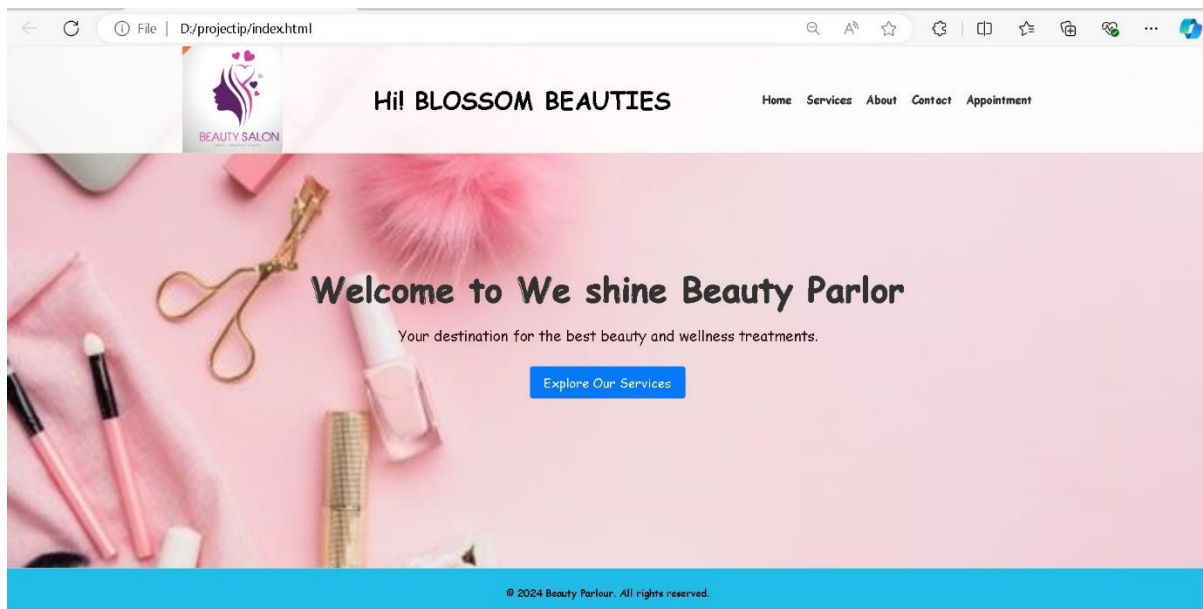 File | D:/projectip/index.html
BEAUTY SALON
Hi! BLOSSOM BEAUTIES
Home Services About Contact Appointment
Welcome to We shine Beauty Parlor
Your destination for the best beauty and wellness treatments.
Explore Our Services
© 2024 Beauty Parlour. All rights reserved.